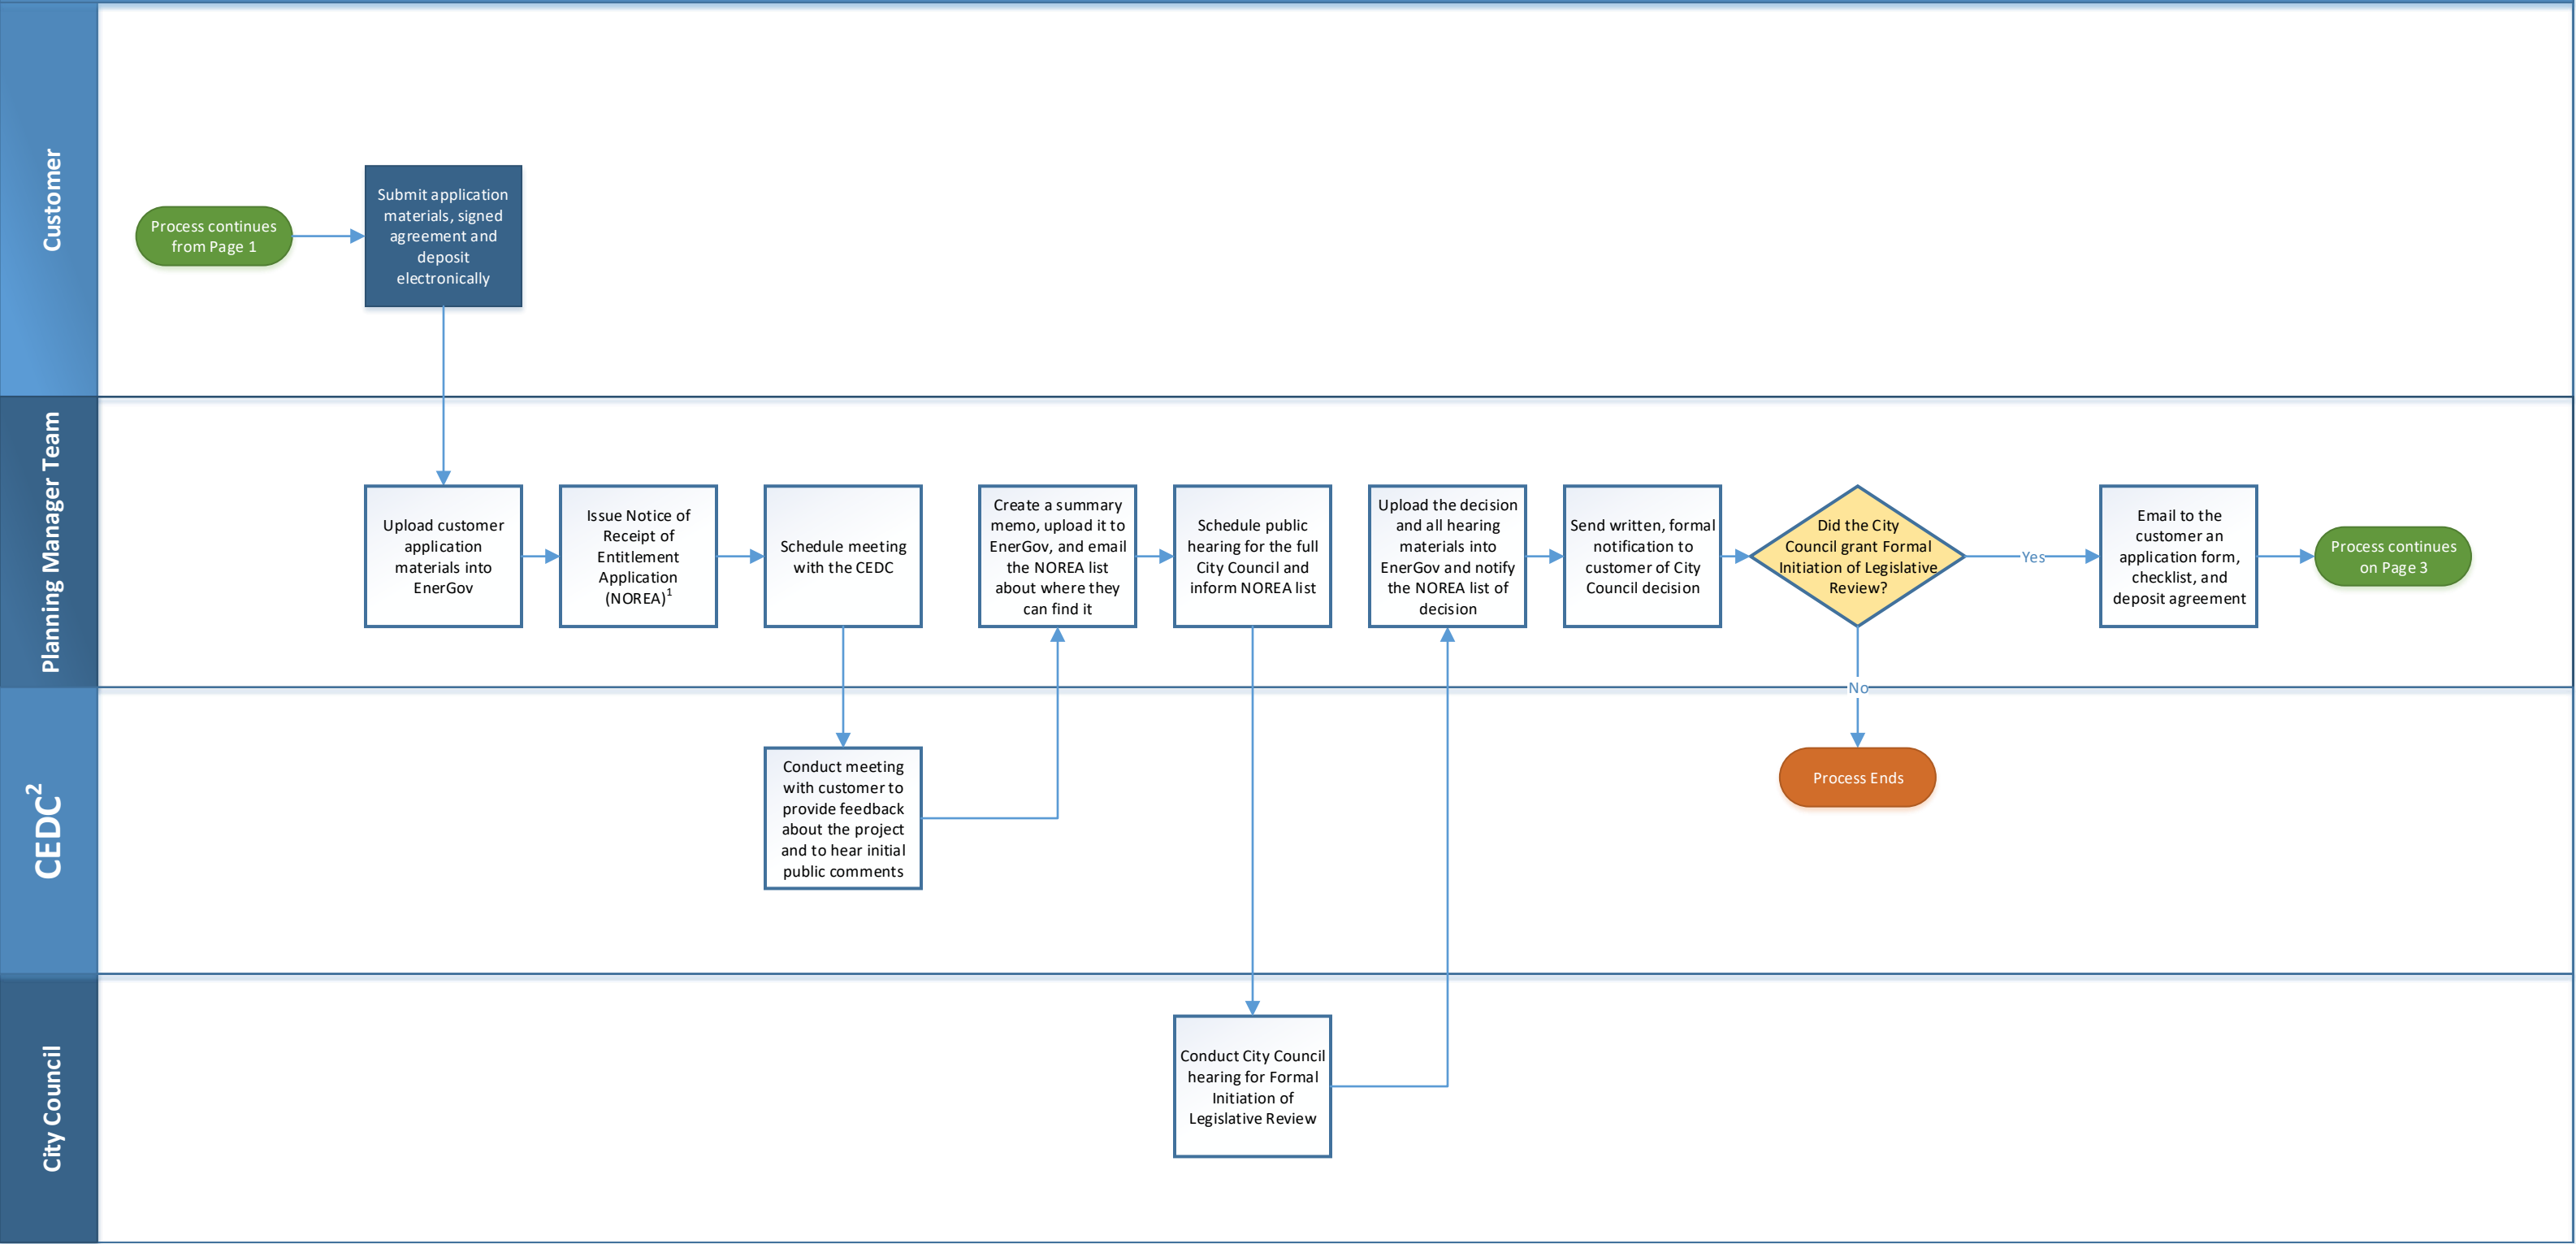 Customer
Process continues
from Page 1
Submit application
materials, signed
agreement and
deposit
electronically
Planning Manager Team
Upload customer
application
materials into
EnerGov
Issue Notice of
Receipt of
Entitlement
Application
(NOREA)1
Schedule meeting
with the CEDC
Create a summary
memo, upload it to
EnerGov, and email
the NOREA list
about where they
can find it
Schedule public
hearing for the full
City Council and
inform NOREA list
Upload the decision
and all hearing
materials into
EnerGov and notify
the NOREA list of
decision
Send written, formal
notification to
customer of City
Council decision
Did the City
Council grant Formal
Initiation of Legislative
Review?
Yes
Email to the
customer an
application form,
checklist, and
deposit agreement
Process continues
on Page 3
No
CEDC2
Conduct meeting
with customer to
provide feedback
about the project
and to hear initial
public comments
Process Ends
City Council
Conduct City Council
hearing for Formal
Initiation of
Legislative Review